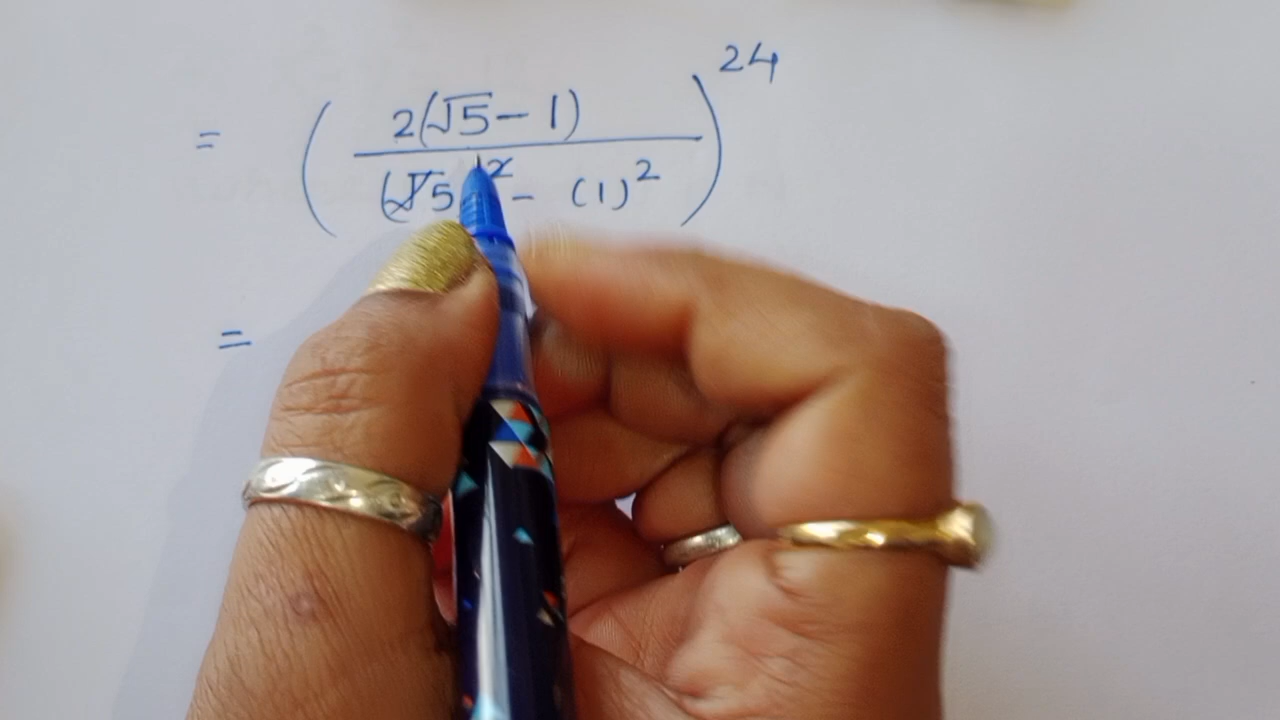 = ( 2(√5 - 1) / (√5)² - (1)² )²⁴
=